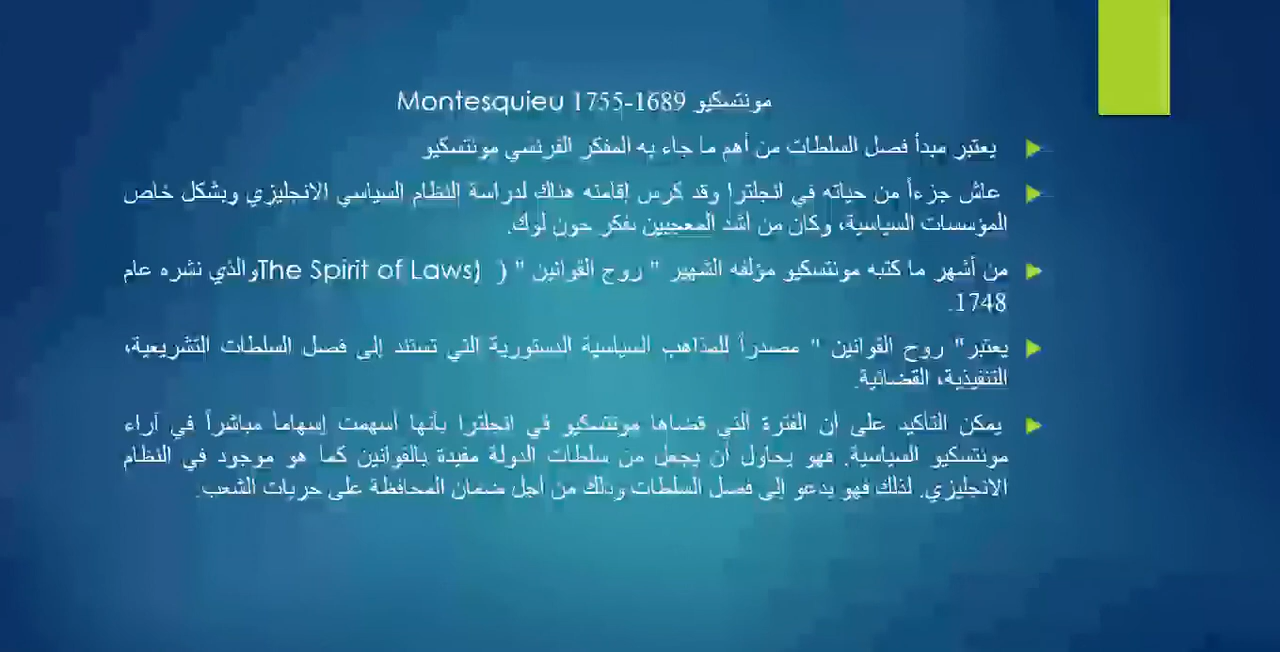 مونتسكيو Montesquieu 1755-1689
يعتبر مبدأ فصل السلطات من أهم ما جاء به المفكر الفرنسي مونتسكيو
عاش جزءاً من حياته في انجلترا وقد كرس إقامته هناك لدراسة النظام السياسي الانجليزي وبشكل خاص
المؤسسات السياسية، وكان من أشد المعجبين بفكر جون لوك.
من أشهر ما كتبه مونتسكيو مؤلفه الشهير " روح القوانين " ( The Spirit of Laws) والذي نشره عام
1748.
يعتبر" روح القوانين " مصدراً للمذاهب السياسية الدستورية التي تستند إلى فصل السلطات التشريعية،
التنفيذية، القضائية.
يمكن التأكيد على أن الفترة التي قضاها مونتسكيو في انجلترا بأنها أسهمت إسهاماً مباشراً في آراء
مونتسكيو السياسية. فهو يحاول أن يجعل من سلطات الدولة مقيدة بالقوانين كما هو موجود في النظام
الانجليزي. لذلك فهو يدعو إلى فصل السلطات وذلك من أجل ضمان المحافظة على حريات الشعب.